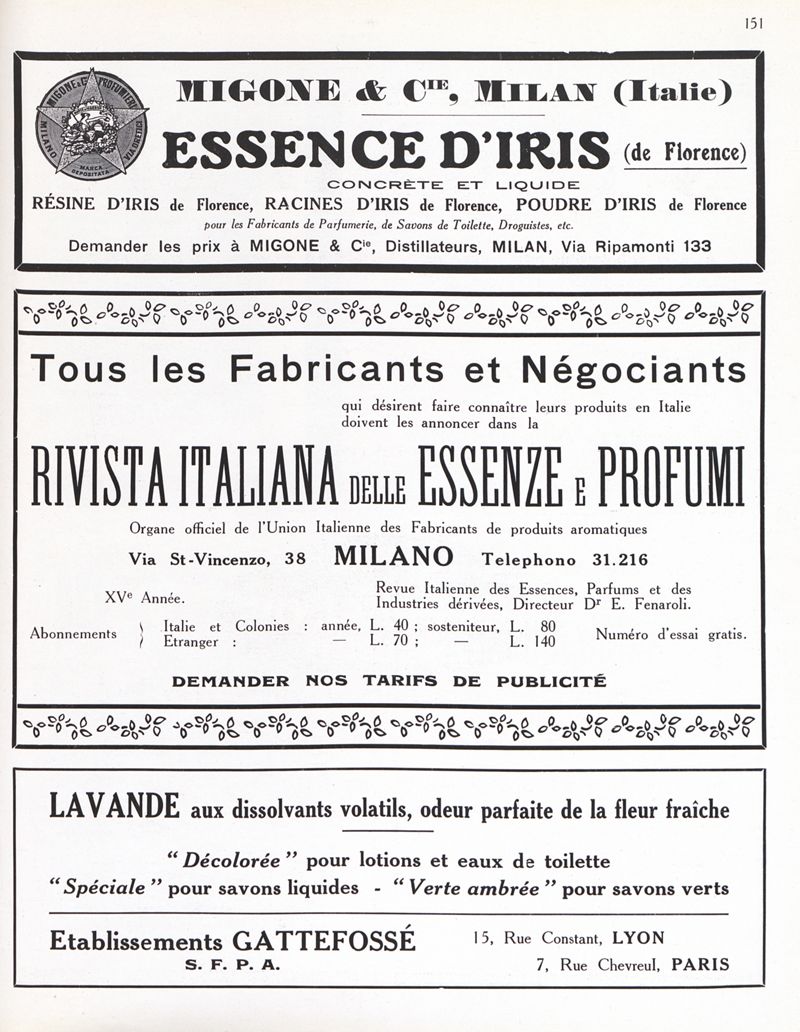 151
MIGONE & C. PROFUMIERI
MILANO
MARCA
DEPOSITATA
MIGONE & CIE, MILAN (Italie)
ESSENCE D'IRIS (de Florence)
CONCRÈTE ET LIQUIDE
RÉSINE D'IRIS de Florence, RACINES D'IRIS de Florence, POUDRE D'IRIS de Florence
pour les Fabricants de Parfumerie, de Savons de Toilette, Droguistes, etc.
Demander les prix à MIGONE & Cie, Distillateurs, MILAN, Via Ripamonti 133
Tous les Fabricants et Négociants
qui désirent faire connaître leurs produits en Italie
doivent les annoncer dans la
RIVISTA ITALIANA DELLE ESSENZE E PROFUMI
Organe officiel de l'Union Italienne des Fabricants de produits aromatiques
Via St-Vincenzo, 38 MILANO Telephono 31.216
XVe Année.
Revue Italienne des Essences, Parfums et des
Industries dérivées, Directeur Dr E. Fenaroli.
Abonnements
Italie et Colonies : année, L. 40 ; sosteniteur, L. 80
Etranger : — L. 70 ; — L. 140
Numéro d'essai gratis.
DEMANDER NOS TARIFS DE PUBLICITÉ
LAVANDE aux dissolvants volatils, odeur parfaite de la fleur fraîche
“Décolorée” pour lotions et eaux de toilette
“Spéciale” pour savons liquides - “Verte ambrée” pour savons verts
Etablissements GATTEFOSSÉ
S. F. P. A.
15, Rue Constant, LYON
7, Rue Chevreul, PARIS